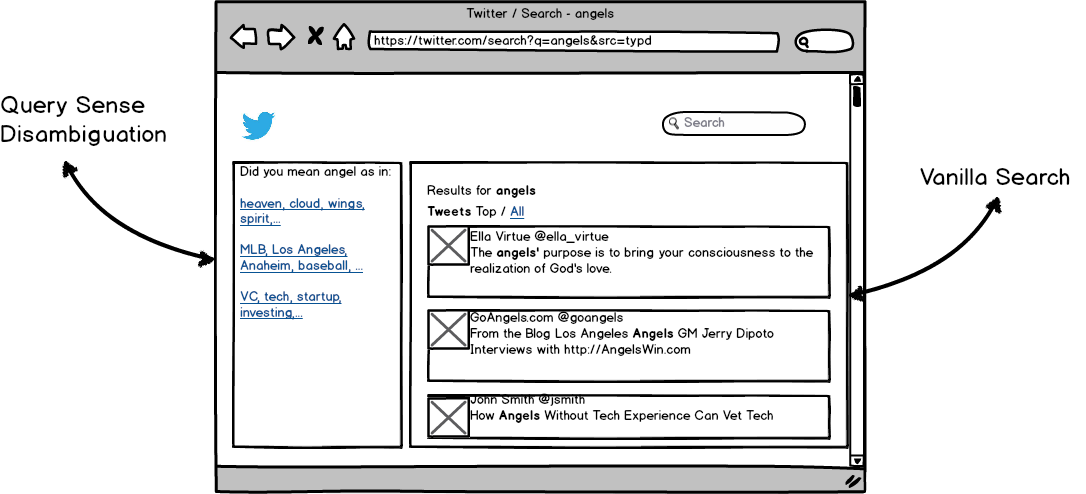 Twitter / Search - angels
https://twitter.com/search?q=angels&src=typd
Query Sense
Disambiguation
Search
Vanilla Search
Did you mean angel as in:
heaven, cloud, wings,
spirit,...
MLB, Los Angeles,
Anaheim, baseball, ...
VC, tech, startup,
investing,...
Results for angels
Tweets Top / All
Ella Virtue @ella_virtue
The angels' purpose is to bring your consciousness to the
realization of God's love.
GoAngels.com @goangels
From the Blog Los Angeles Angels GM Jerry Dipoto
Interviews with http://AngelsWin.com
John Smith @jsmith
How Angels Without Tech Experience Can Vet Tech